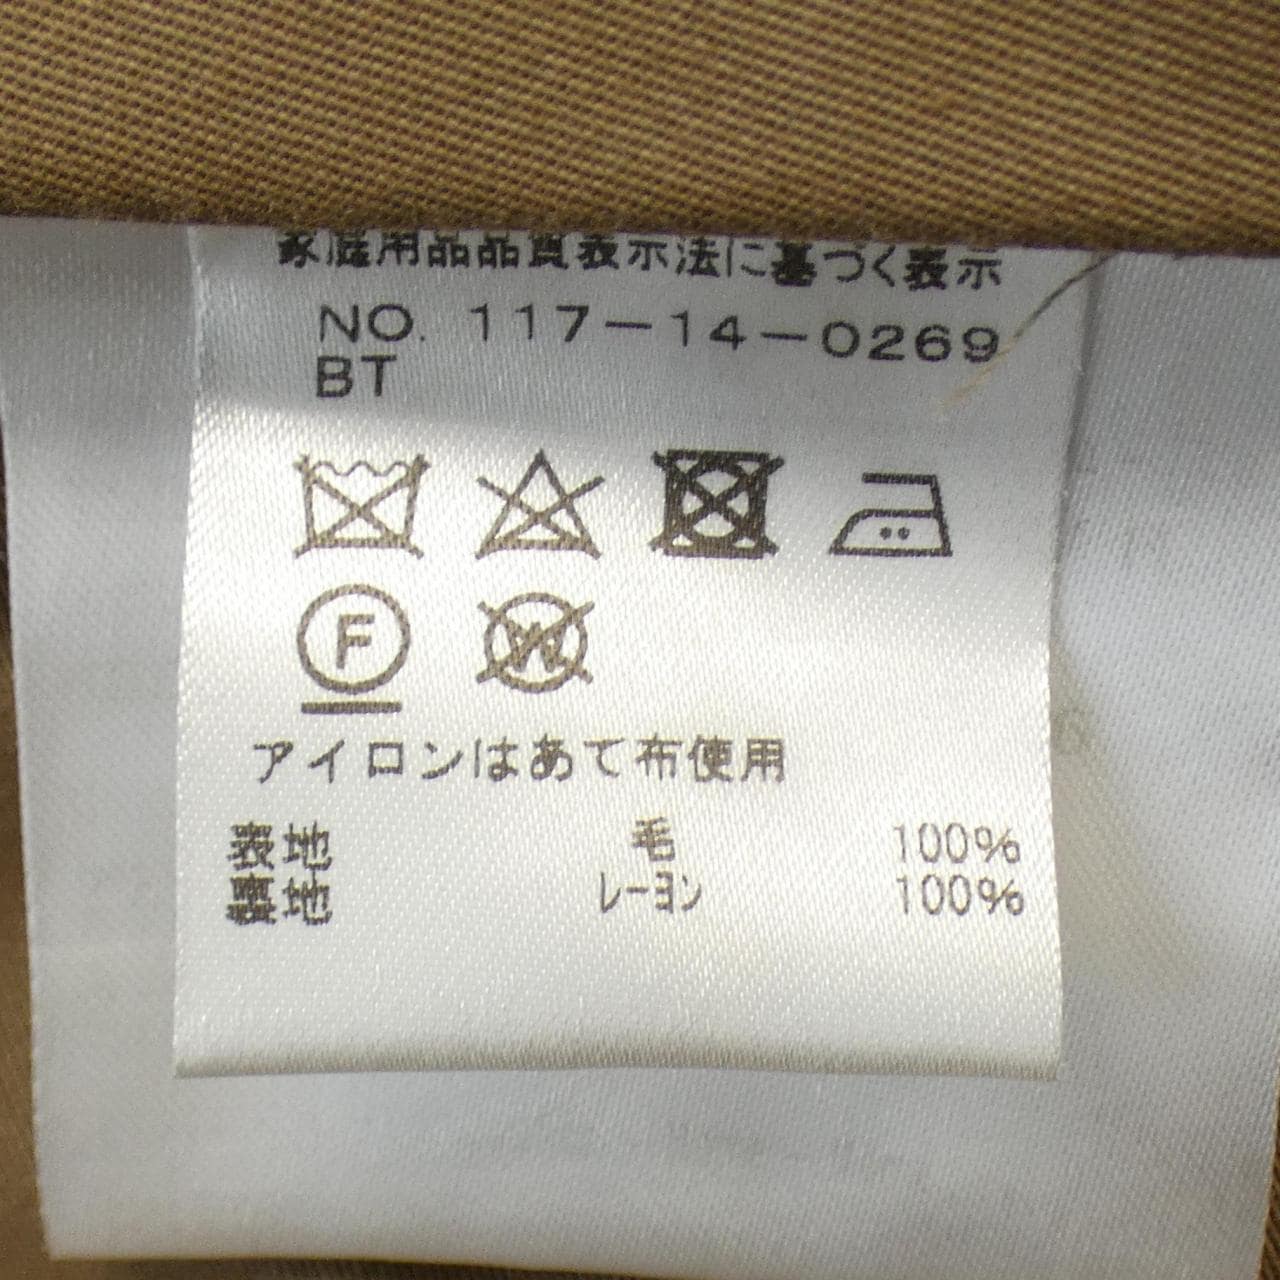 家庭用品品質表示法に基づく表示
NO. 117-14-0269
BT
F W
アイロンはあて布使用
表地 毛 100%
裏地 レーヨン 100%